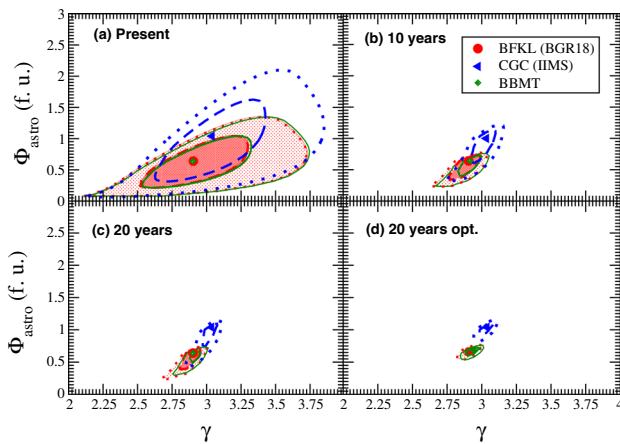 (a) Present
(b) 10 years
BFKL (BGR18)
CGC (IIMS)
BBMT
Φastro (f. u.)
3
2.5
2
1.5
1
0.5
0
(c) 20 years
(d) 20 years opt.
Φastro (f. u.)
2.5
2
1.5
1
0.5
0
2 2.25 2.5 2.75 3 3.25 3.5 3.75 2 2.25 2.5 2.75 3 3.25 3.5 3.75 4
γ γ